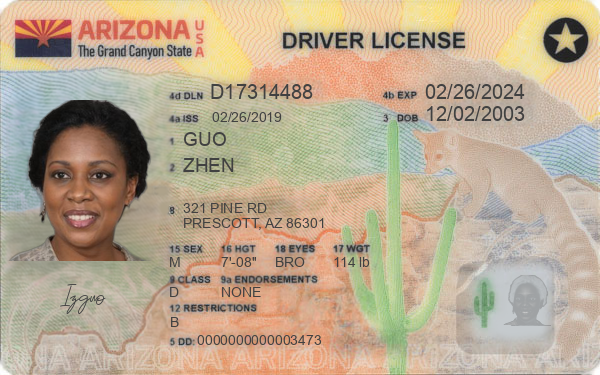 ARIZONA USA
The Grand Canyon State
DRIVER LICENSE
4d DLN D17314488 4b EXP 02/26/2024
4a ISS 02/26/2019 3 DOB 12/02/2003
1 GUO
2 ZHEN
8 321 PINE RD
PRESCOTT, AZ 86301
15 SEX 16 HGT 18 EYES 17 WGT
M 7'-08" BRO 114 lb
9 CLASS 9a ENDORSEMENTS
D NONE
12 RESTRICTIONS
B
5 DD: 0000000000003473
Izguo
ARIZONA ARIZONA ARIZONA ARIZONA